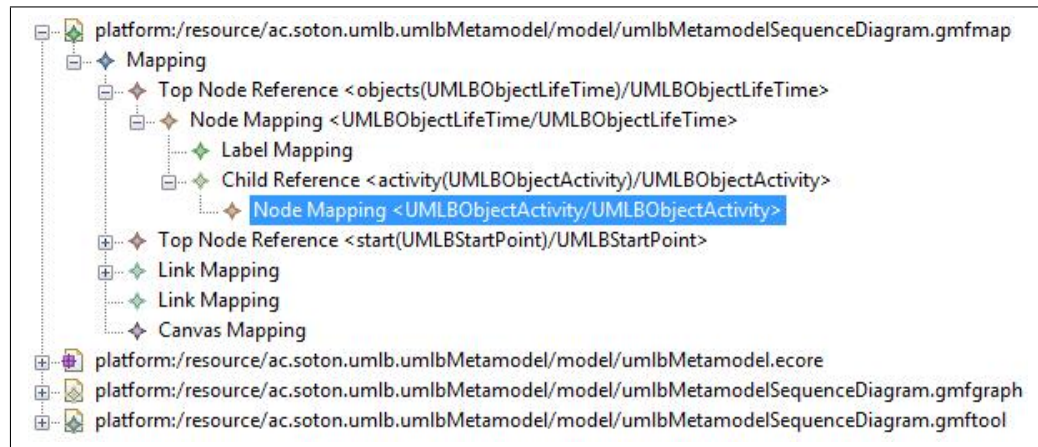 platform:/resource/ac.soton.umlb.umlbMetamodel/model/umlbMetamodelSequenceDiagram.gmfmap
Mapping
Top Node Reference <objects(UMLBObjectLifeTime)/UMLBObjectLifeTime>
Node Mapping <UMLBObjectLifeTime/UMLBObjectLifeTime>
Label Mapping
Child Reference <activity(UMLBObjectActivity)/UMLBObjectActivity>
Node Mapping <UMLBObjectActivity/UMLBObjectActivity>
Top Node Reference <start(UMLBStartPoint)/UMLBStartPoint>
Link Mapping
Link Mapping
Canvas Mapping
platform:/resource/ac.soton.umlb.umlbMetamodel/model/umlbMetamodel.ecore
platform:/resource/ac.soton.umlb.umlbMetamodel/model/umlbMetamodelSequenceDiagram.gmfgraph
platform:/resource/ac.soton.umlb.umlbMetamodel/model/umlbMetamodelSequenceDiagram.gmftool